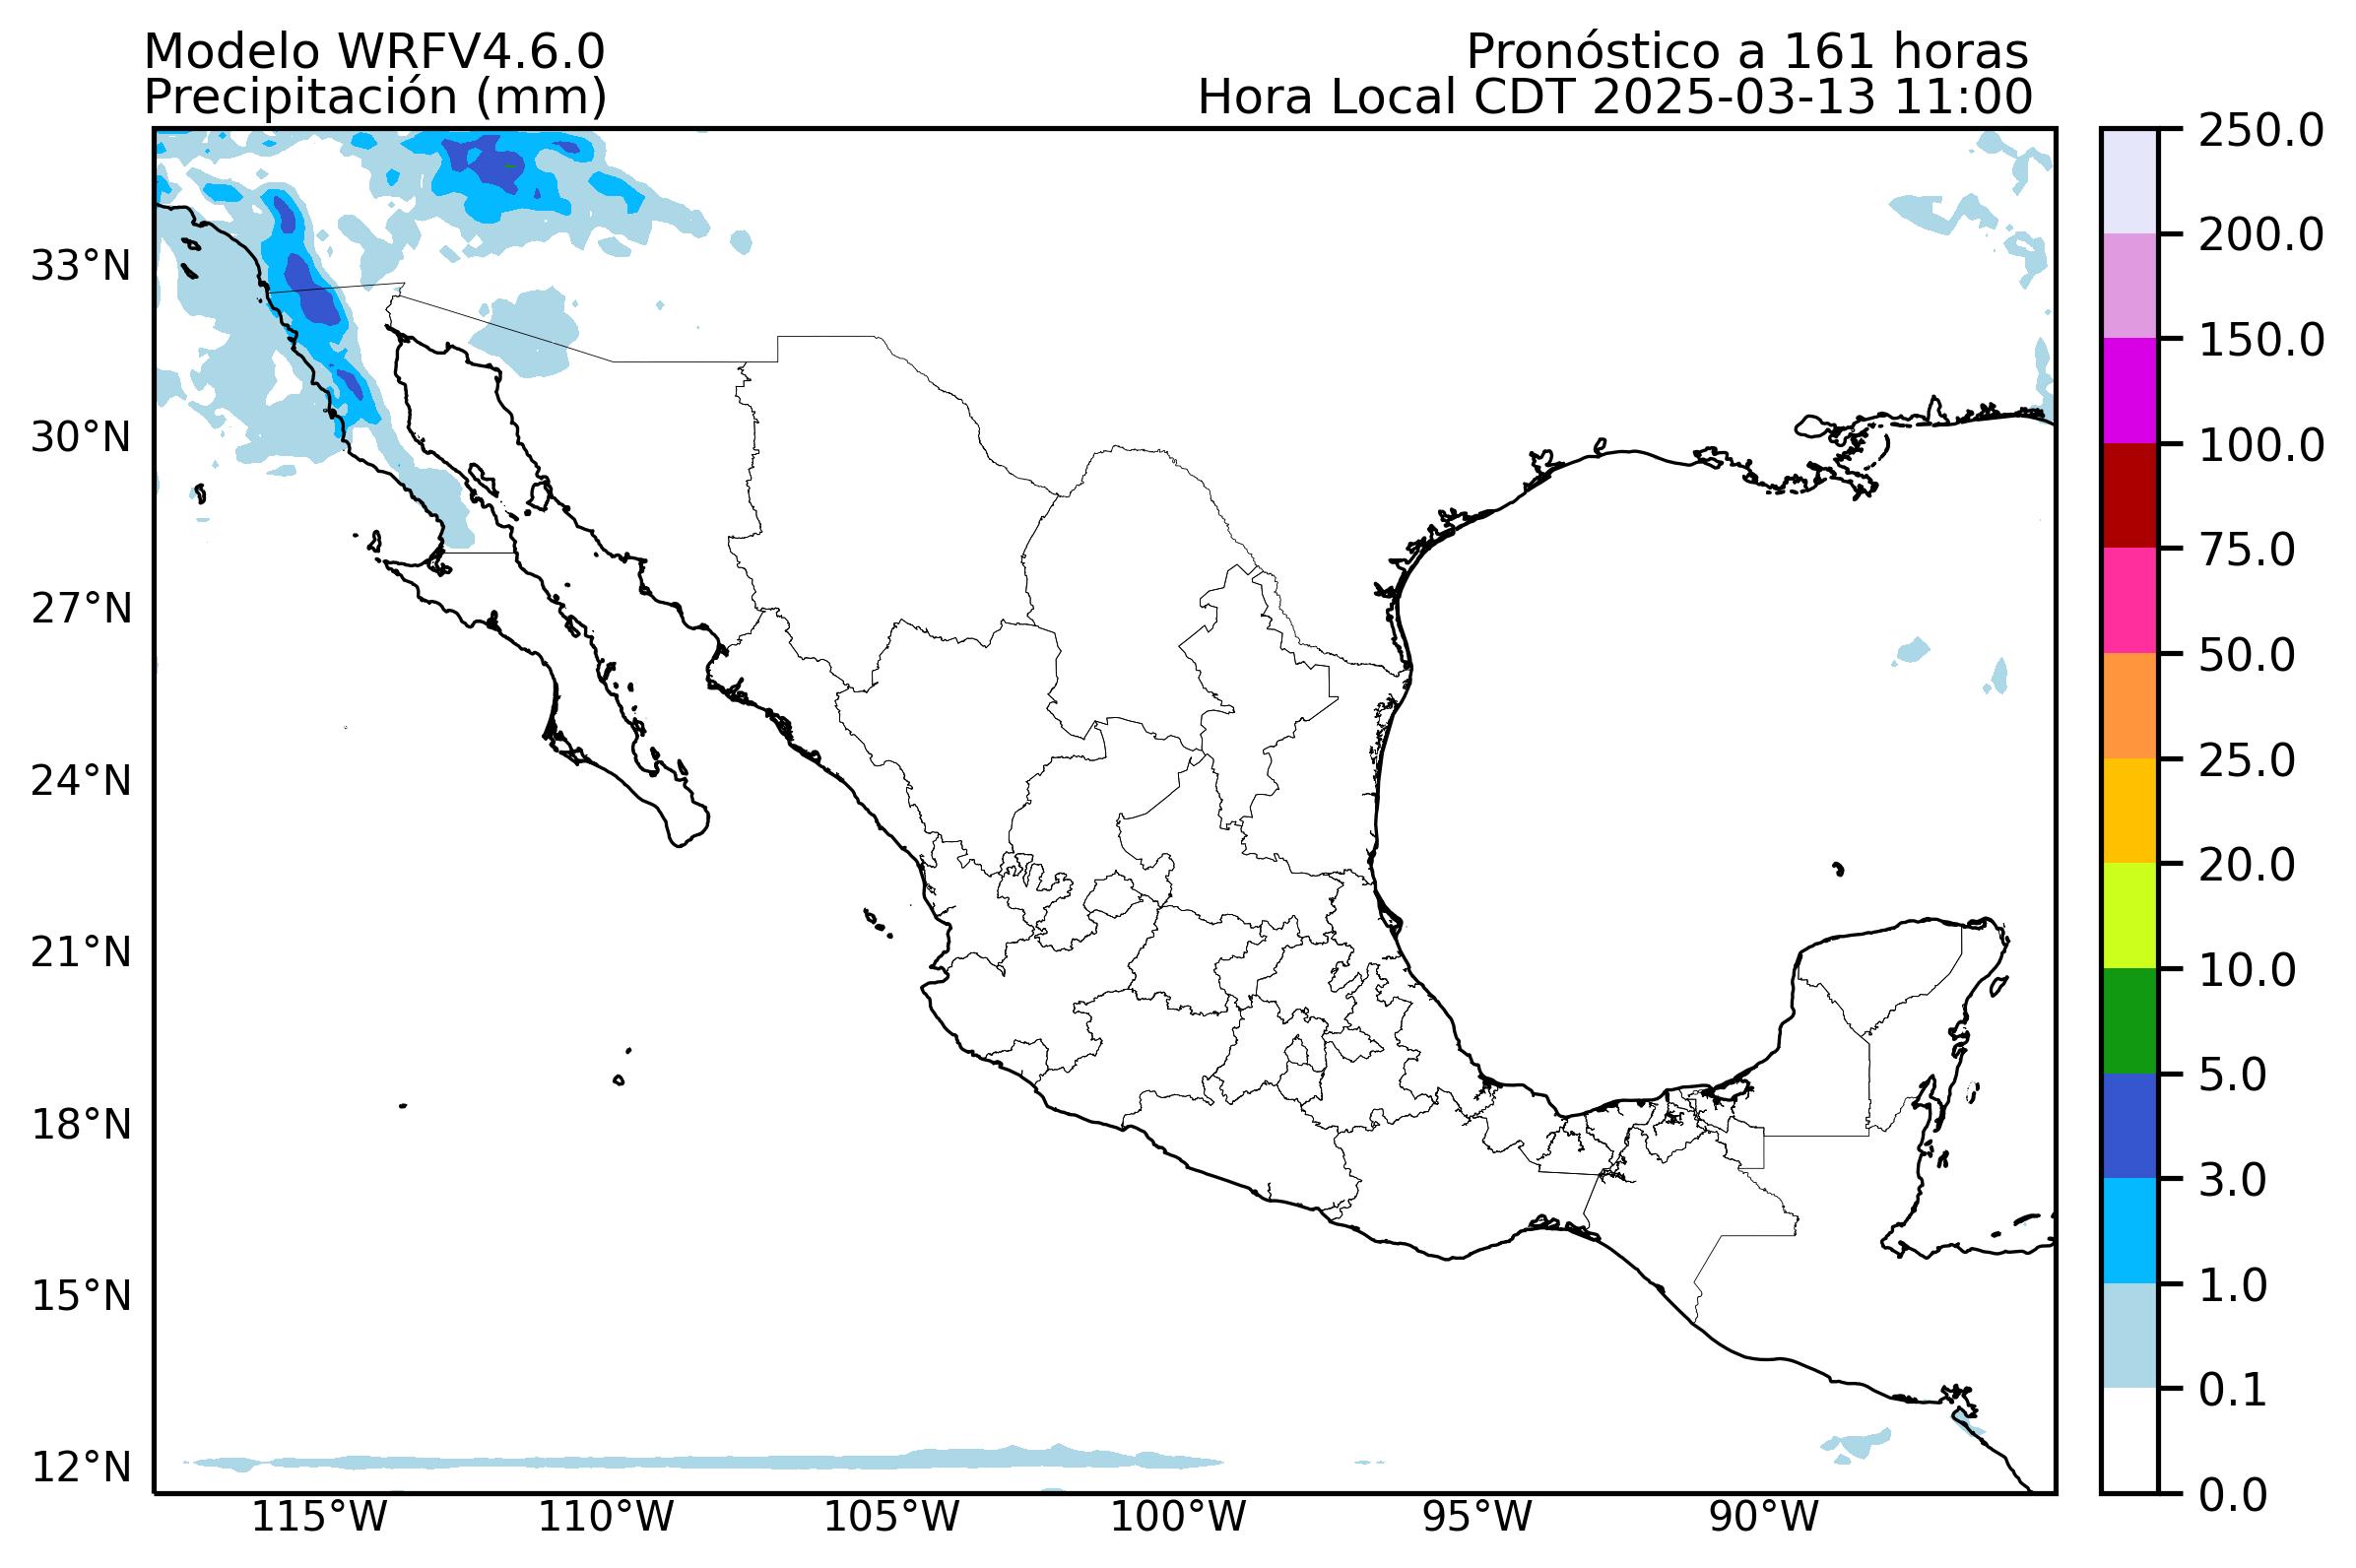 Modelo WRFV4.6.0
Pronóstico a 161 horas
Precipitación (mm)
Hora Local CDT 2025-03-13 11:00
250.0
200.0
150.0
100.0
75.0
50.0
25.0
20.0
10.0
5.0
3.0
1.0
0.1
0.0
33°N
30°N
27°N
24°N
21°N
18°N
15°N
12°N
115°W
110°W
105°W
100°W
95°W
90°W